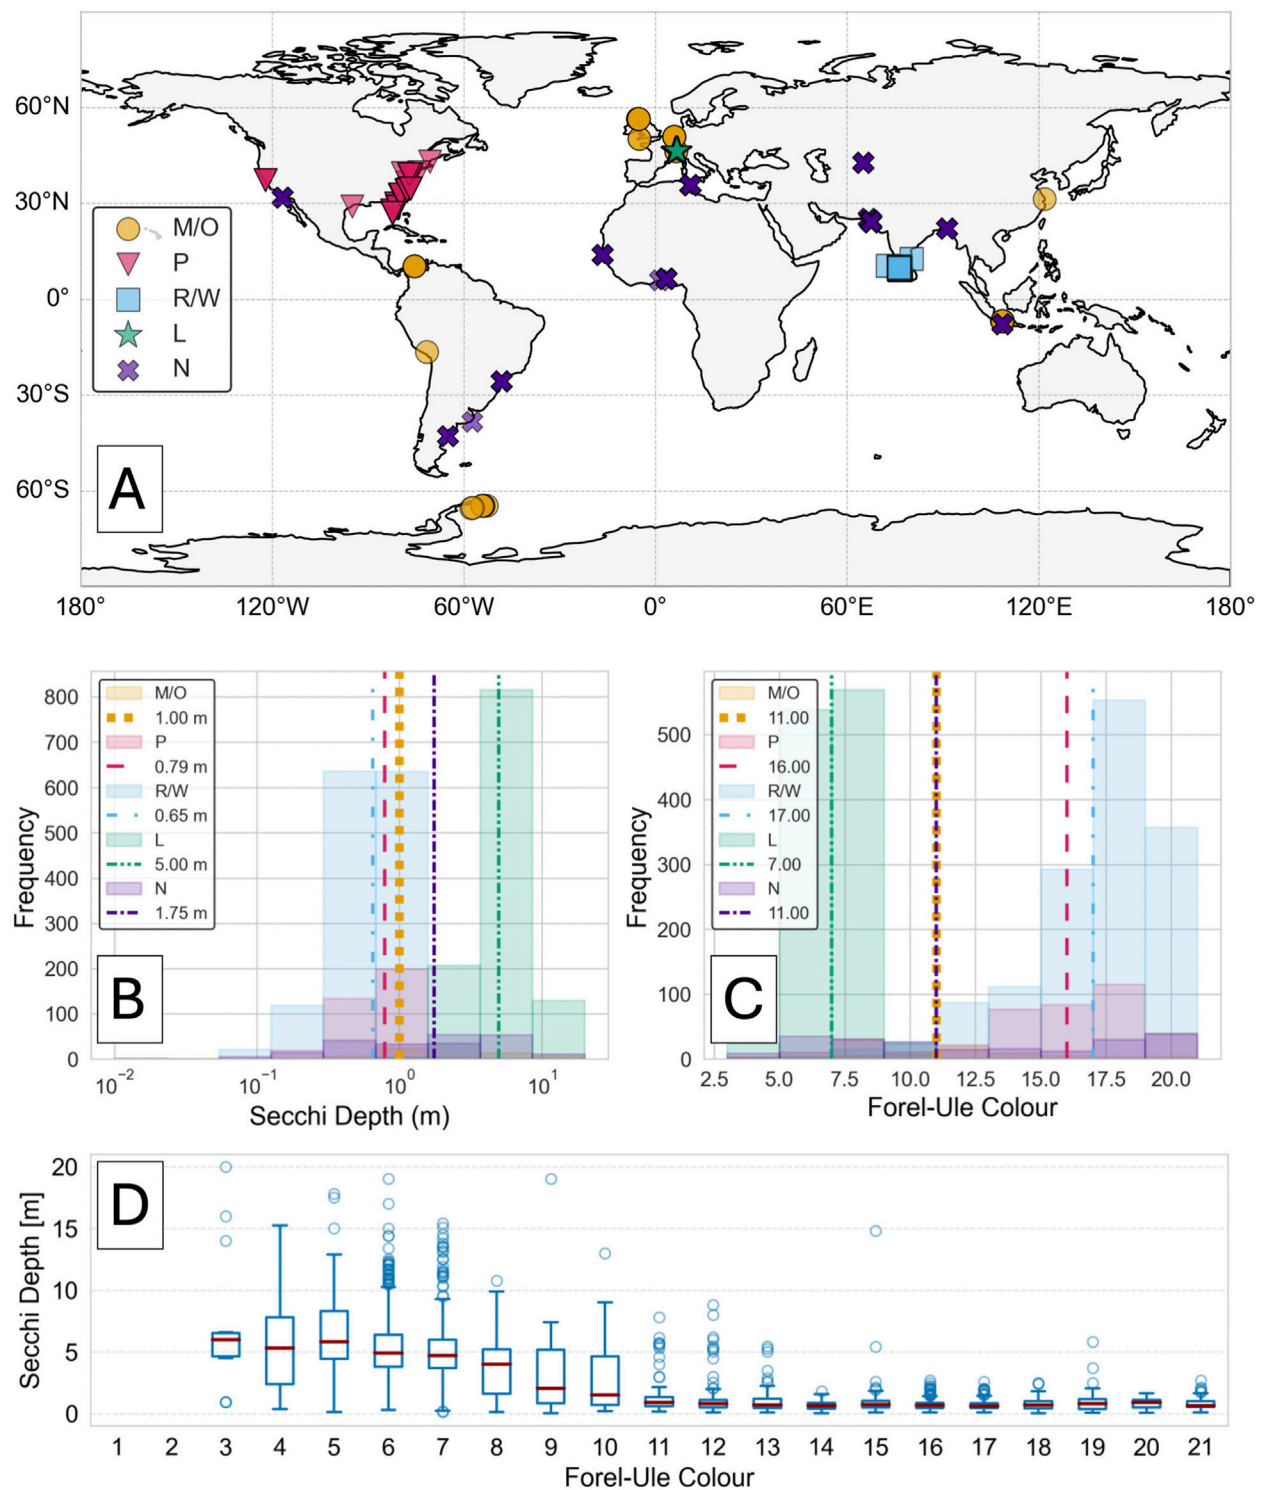 60°N
30°N
0°
30°S
60°S
M/O
P
R/W
L
N
A
180° 120°W 60°W 0° 60°E 120°E 180°
800
700
600
500
400
300
200
100
0
Frequency
M/O
1.00 m
P
0.79 m
R/W
0.65 m
L
5.00 m
N
1.75 m
B
10⁻² 10⁻¹ 10⁰ 10¹
Secchi Depth (m)
500
400
300
200
100
0
Frequency
M/O
11.00
P
16.00
R/W
17.00
L
7.00
N
11.00
C
2.5 5.0 7.5 10.0 12.5 15.0 17.5 20.0
Forel-Ule Colour
20
15
10
5
0
Secchi Depth [m]
D
1 2 3 4 5 6 7 8 9 10 11 12 13 14 15 16 17 18 19 20 21
Forel-Ule Colour